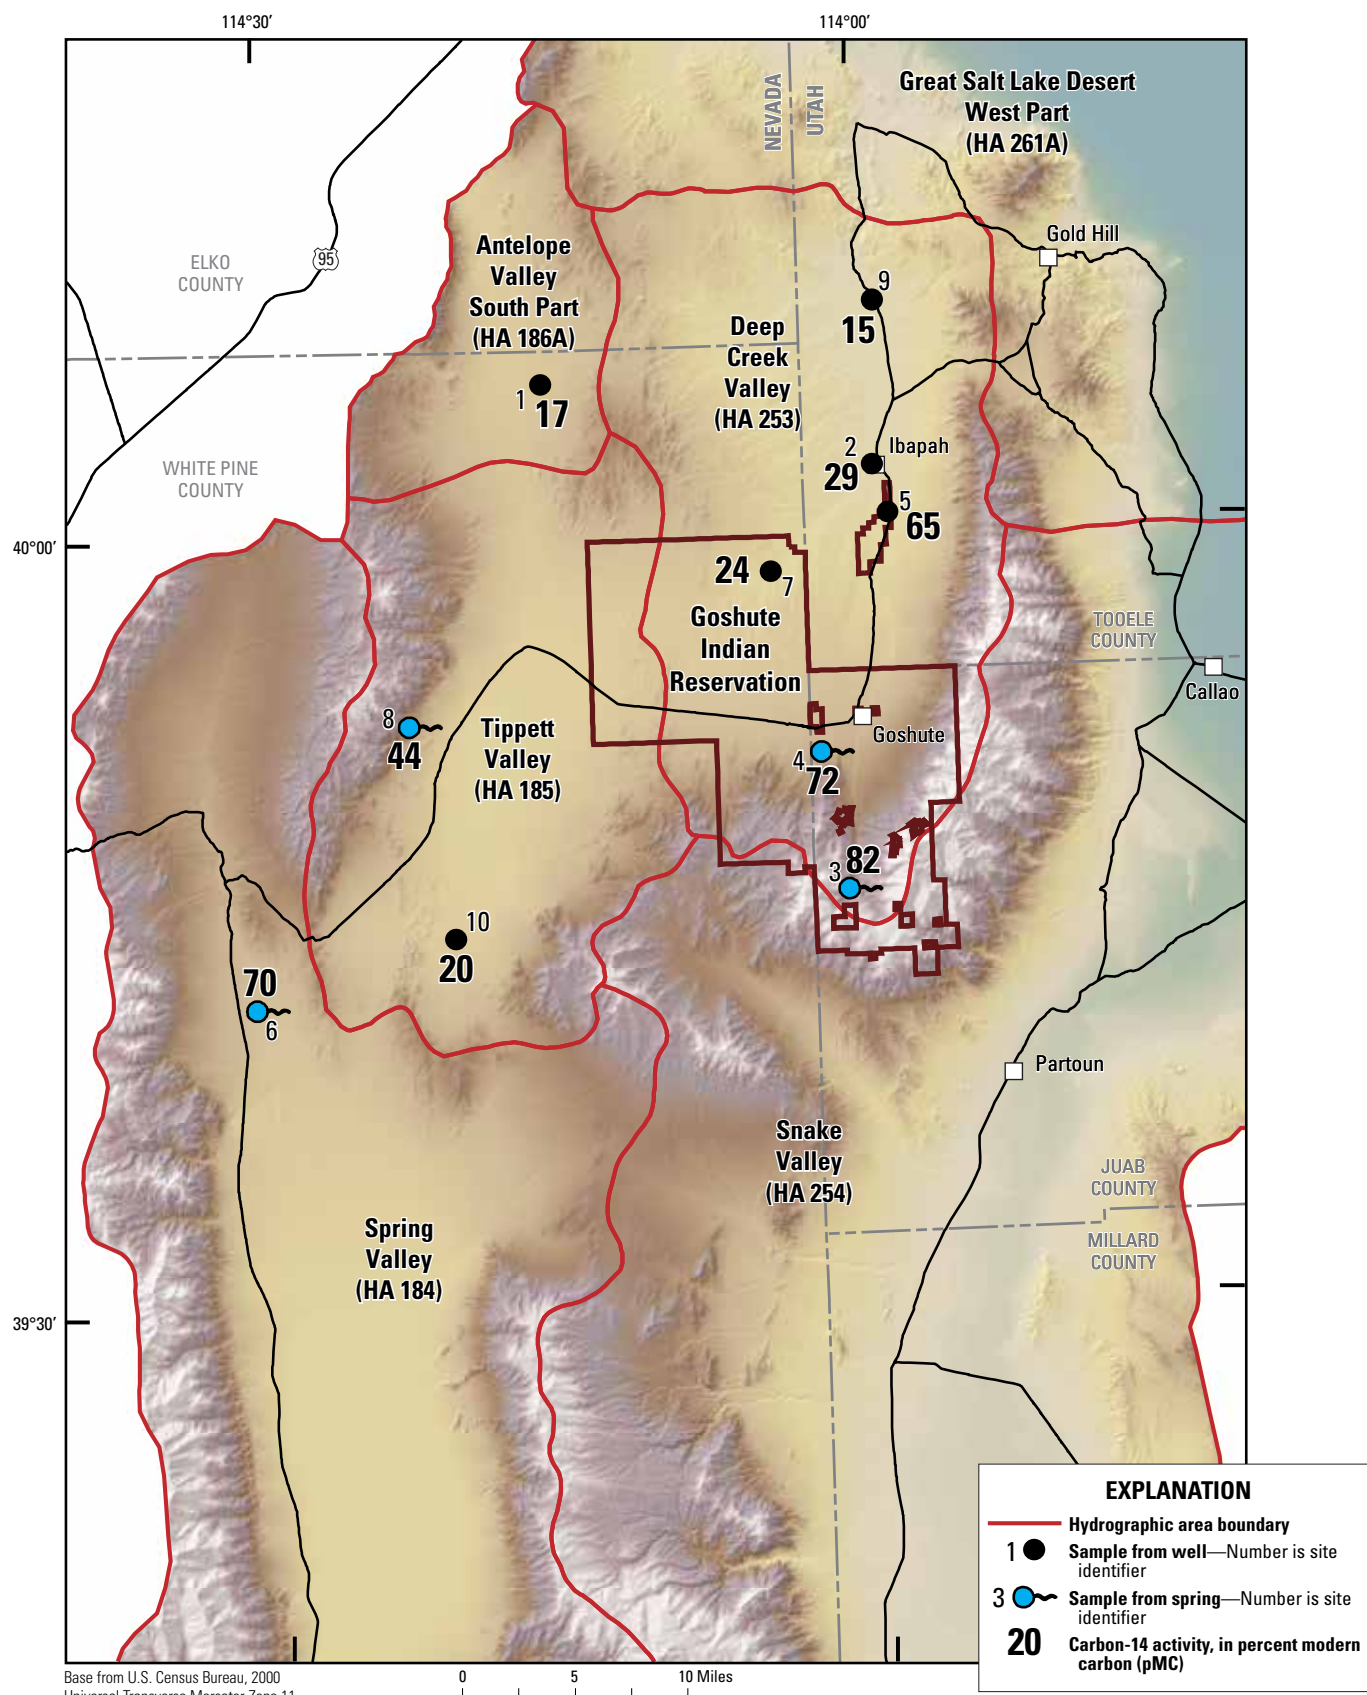 114°30′
114°00′
Great Salt Lake Desert
West Part
(HA 261A)
NEVADA
UTAH
Gold Hill
Antelope
Valley
South Part
(HA 186A)
ELKO
COUNTY
95
9
15
Deep
Creek
Valley
(HA 253)
1
17
2
Ibapah
29
5
65
WHITE PINE
COUNTY
40°00′
24
7
Goshute
Indian
Reservation
TOOELE
COUNTY
Callao
8
44
Tippett
Valley
(HA 185)
Goshute
4
72
82
3
10
20
70
6
Partoun
Snake
Valley
(HA 254)
JUAB
COUNTY
MILLARD
COUNTY
Spring
Valley
(HA 184)
39°30′
EXPLANATION
Hydrographic area boundary
1 Sample from well—Number is site
identifier
3 Sample from spring—Number is site
identifier
20 Carbon-14 activity, in percent modern
carbon (pMC)
Base from U.S. Census Bureau, 2000
Universal Transverse Mercator Zone 11
0 5 10 Miles